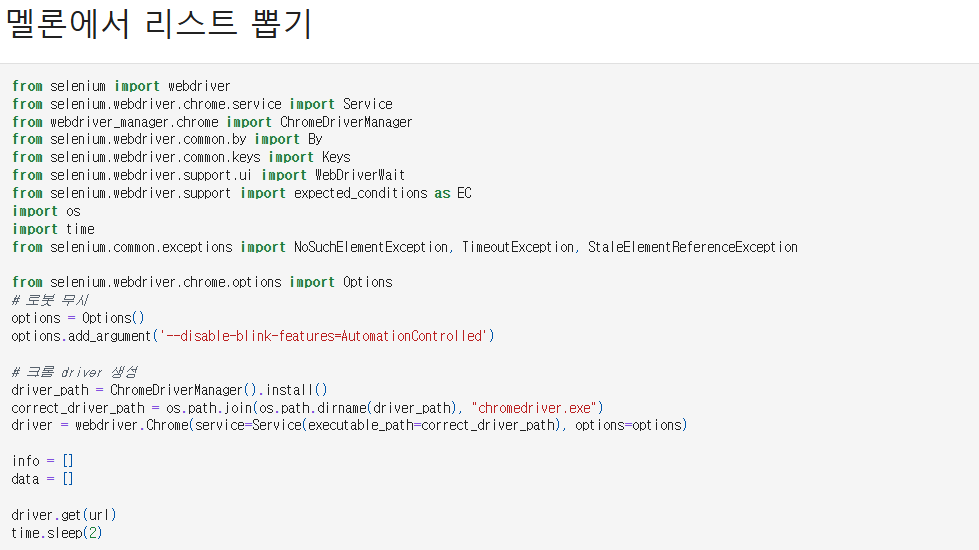 멜론에서 리스트 뽑기
from selenium import webdriver
from selenium.webdriver.chrome.service import Service
from webdriver_manager.chrome import ChromeDriverManager
from selenium.webdriver.common.by import By
from selenium.webdriver.common.keys import Keys
from selenium.webdriver.support.ui import WebDriverWait
from selenium.webdriver.support import expected_conditions as EC
import os
import time
from selenium.common.exceptions import NoSuchElementException, TimeoutException, StaleElementReferenceException
from selenium.webdriver.chrome.options import Options
# 로봇 무시
options = Options()
options.add_argument('--disable-blink-features=AutomationControlled')
# 크롬 driver 생성
driver_path = ChromeDriverManager().install()
correct_driver_path = os.path.join(os.path.dirname(driver_path), "chromedriver.exe")
driver = webdriver.Chrome(service=Service(executable_path=correct_driver_path), options=options)
info = []
data = []
driver.get(url)
time.sleep(2)